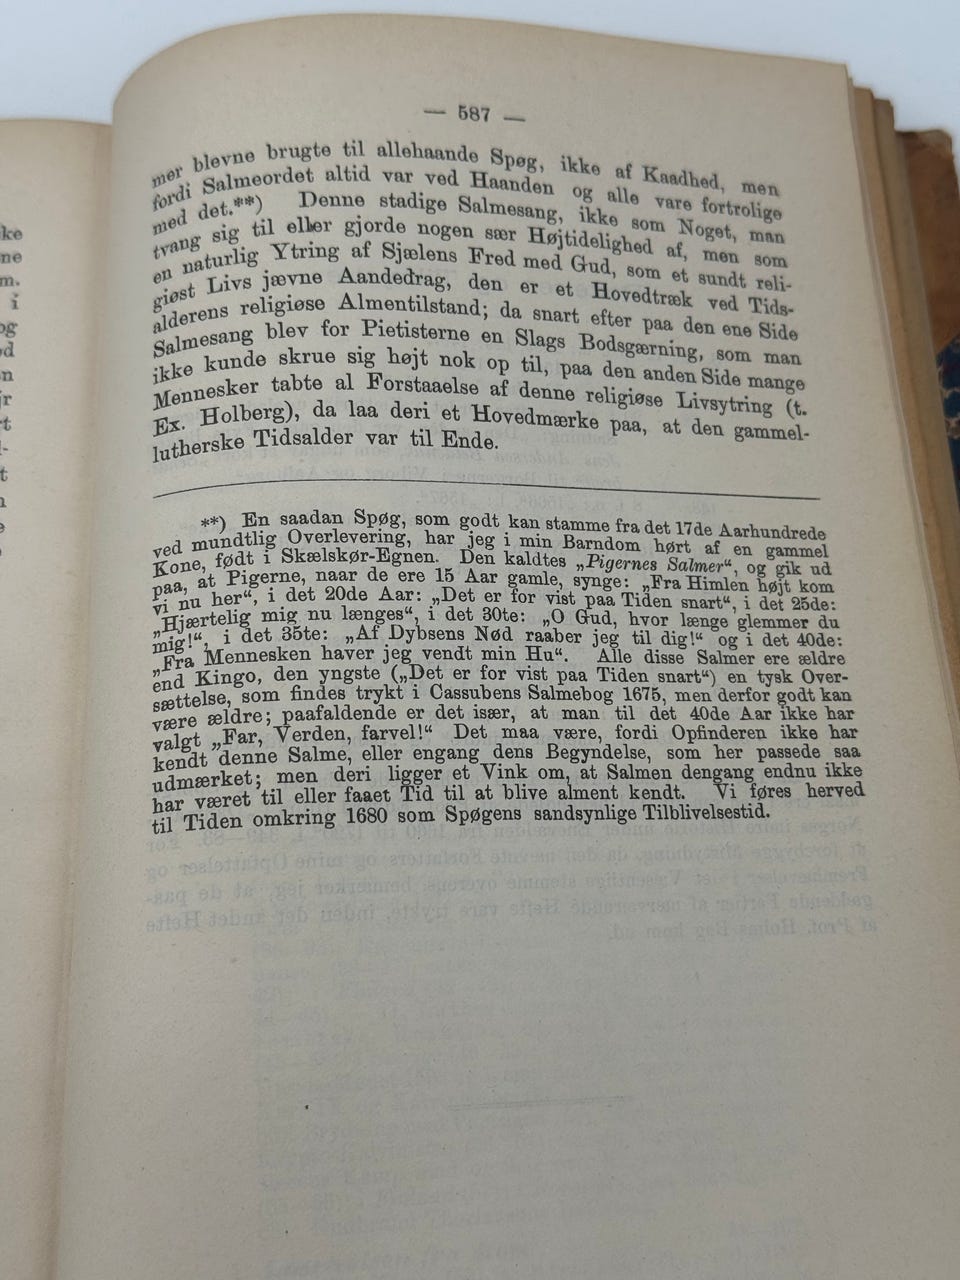 — 587 —
mer blevne brugte til allehaande Spøg, ikke af Kaadhed, men
fordi Salmeordet altid var ved Haanden og alle vare fortrolige
med det.**) Denne stadige Salmesang, ikke som Noget, man
tvang sig til eller gjorde nogen sær Højtidelighed af, men som
en naturlig Ytring af Sjælens Fred med Gud, som et sundt reli-
giøst Livs jævne Aandedrag, den er et Hovedtræk ved Tids-
alderens religiøse Almentilstand; da snart efter paa den ene Side
Salmesang blev for Pietisterne en Slags Bodsgærning, som man
ikke kunde skrue sig højt nok op til, paa den anden Side mange
Mennesker tabte al Forstaaelse af denne religiøse Livsytring (t.
Ex. Holberg), da laa deri et Hovedmærke paa, at den gammel-
lutherske Tidsalder var til Ende.
**) En saadan Spøg, som godt kan stamme fra det 17de Aarhundrede
ved mundtlig Overlevering, har jeg i min Barndom hørt af en gammel
Kone, født i Skælskør-Egnen. Den kaldtes „Pigernes Salmer“, og gik ud
paa, at Pigerne, naar de ere 15 Aar gamle, synge: „Fra Himlen højt kom
vi nu her“, i det 20de Aar: „Det er for vist paa Tiden snart“, i det 25de:
„Hjærtelig mig nu længes“, i det 30te: „O Gud, hvor længe glemmer du
mig!“, i det 35te: „Af Dybsens Nød raaber jeg til dig!“ og i det 40de:
„Fra Mennesken haver jeg vendt min Hu“. Alle disse Salmer ere ældre
end Kingo, den yngste („Det er for vist paa Tiden snart“) en tysk Over-
sættelse, som findes trykt i Cassubens Salmebog 1675, men derfor godt kan
være ældre; paafaldende er det især, at man til det 40de Aar ikke har
valgt „Far, Verden, farvel!“ Det maa være, fordi Opfinderen ikke har
kendt denne Salme, eller engang dens Begyndelse, som her passede saa
udmærket; men deri ligger et Vink om, at Salmen dengang endnu ikke
har været til eller faaet Tid til at blive alment kendt. Vi føres herved
til Tiden omkring 1680 som Spøgens sandsynlige Tilblivelsestid.